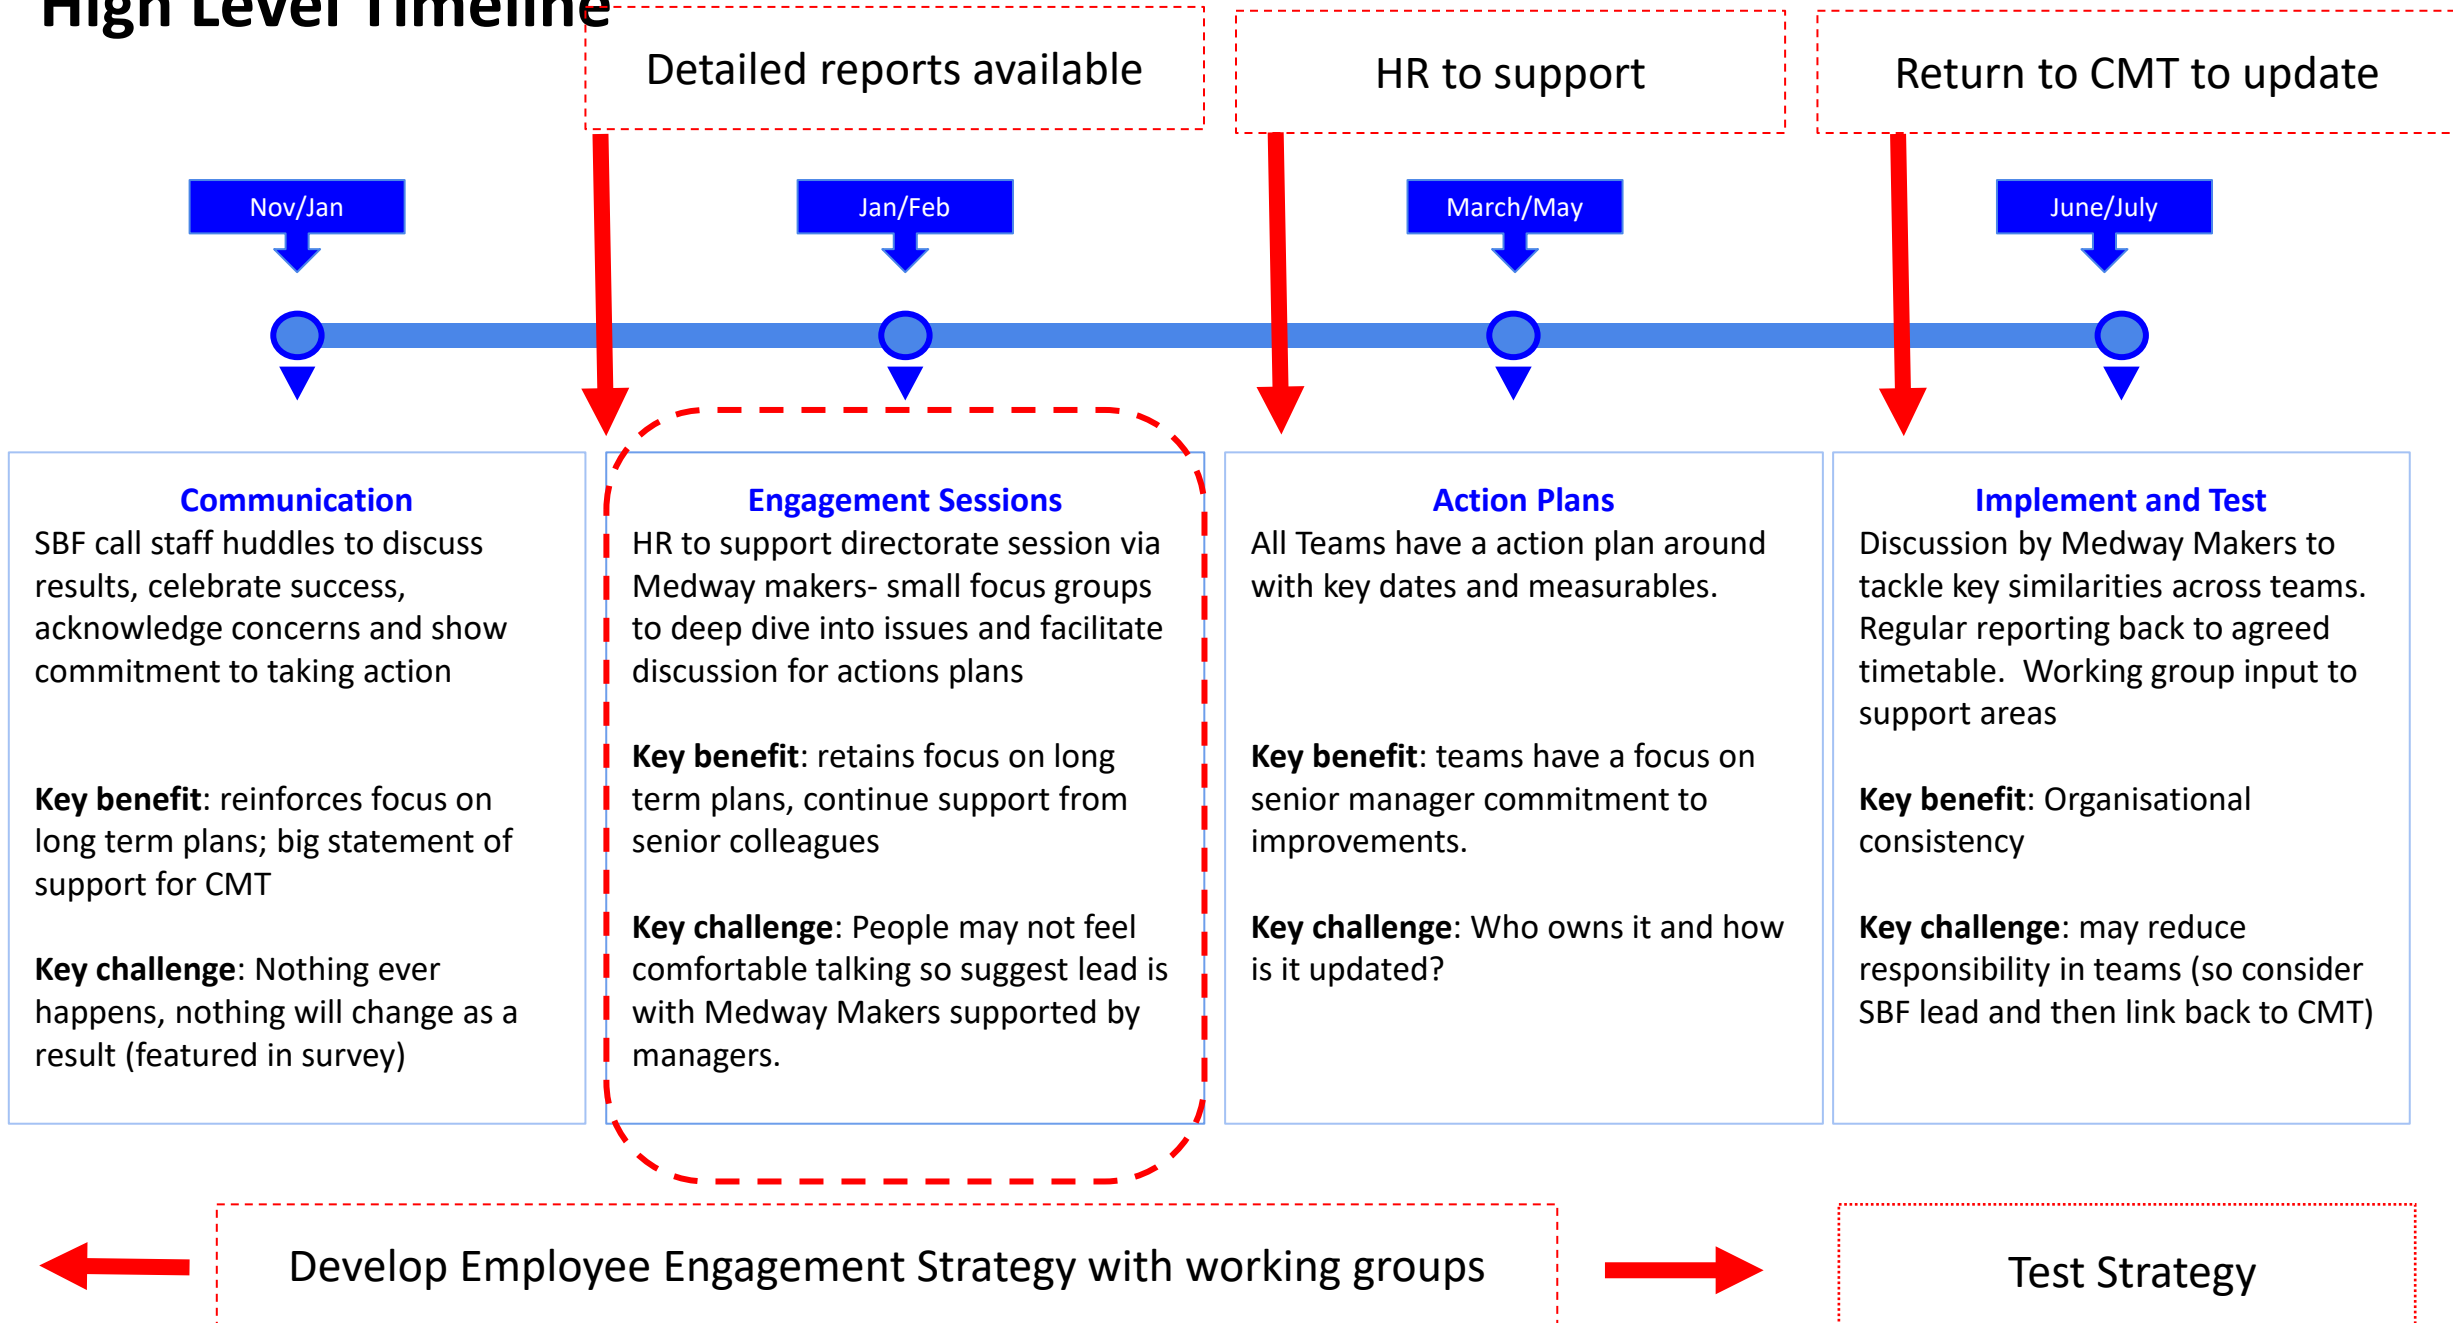 High Level Timeline
Detailed reports available
HR to support
Return to CMT to update
Nov/Jan
Jan/Feb
March/May
June/July
Communication
SBF call staff huddles to discuss
results, celebrate success,
acknowledge concerns and show
commitment to taking action
Key benefit: reinforces focus on
long term plans; big statement of
support for CMT
Key challenge: Nothing ever
happens, nothing will change as a
result (featured in survey)
Engagement Sessions
HR to support directorate session via
Medway makers- small focus groups
to deep dive into issues and facilitate
discussion for actions plans
Key benefit: retains focus on long
term plans, continue support from
senior colleagues
Key challenge: People may not feel
comfortable talking so suggest lead is
with Medway Makers supported by
managers.
Action Plans
All Teams have a action plan around
with key dates and measurables.
Key benefit: teams have a focus on
senior manager commitment to
improvements.
Key challenge: Who owns it and how
is it updated?
Implement and Test
Discussion by Medway Makers to
tackle key similarities across teams.
Regular reporting back to agreed
timetable.  Working group input to
support areas
Key benefit: Organisational
consistency
Key challenge: may reduce
responsibility in teams (so consider
SBF lead and then link back to CMT)
Develop Employee Engagement Strategy with working groups
Test Strategy